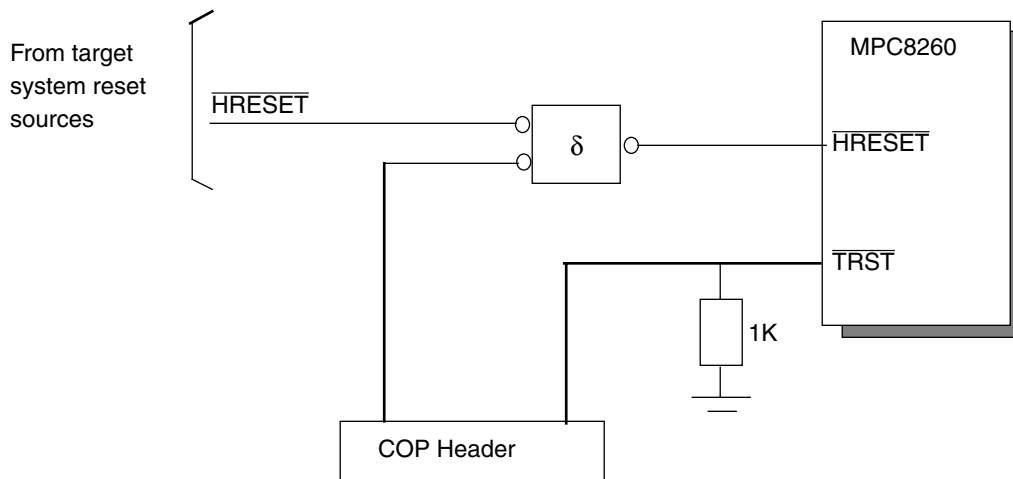 From target
system reset
sources
HRESET
δ
MPC8260
HRESET
TRST
1K
COP Header